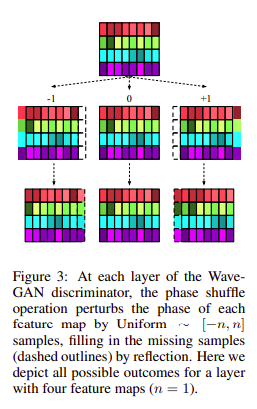 -1 0 +1
Figure 3: At each layer of the Wave-
GAN discriminator, the phase shuffle
operation perturbs the phase of each
feature map by Uniform ∼ [−n, n]
samples, filling in the missing samples
(dashed outlines) by reflection. Here we
depict all possible outcomes for a layer
with four feature maps (n = 1).